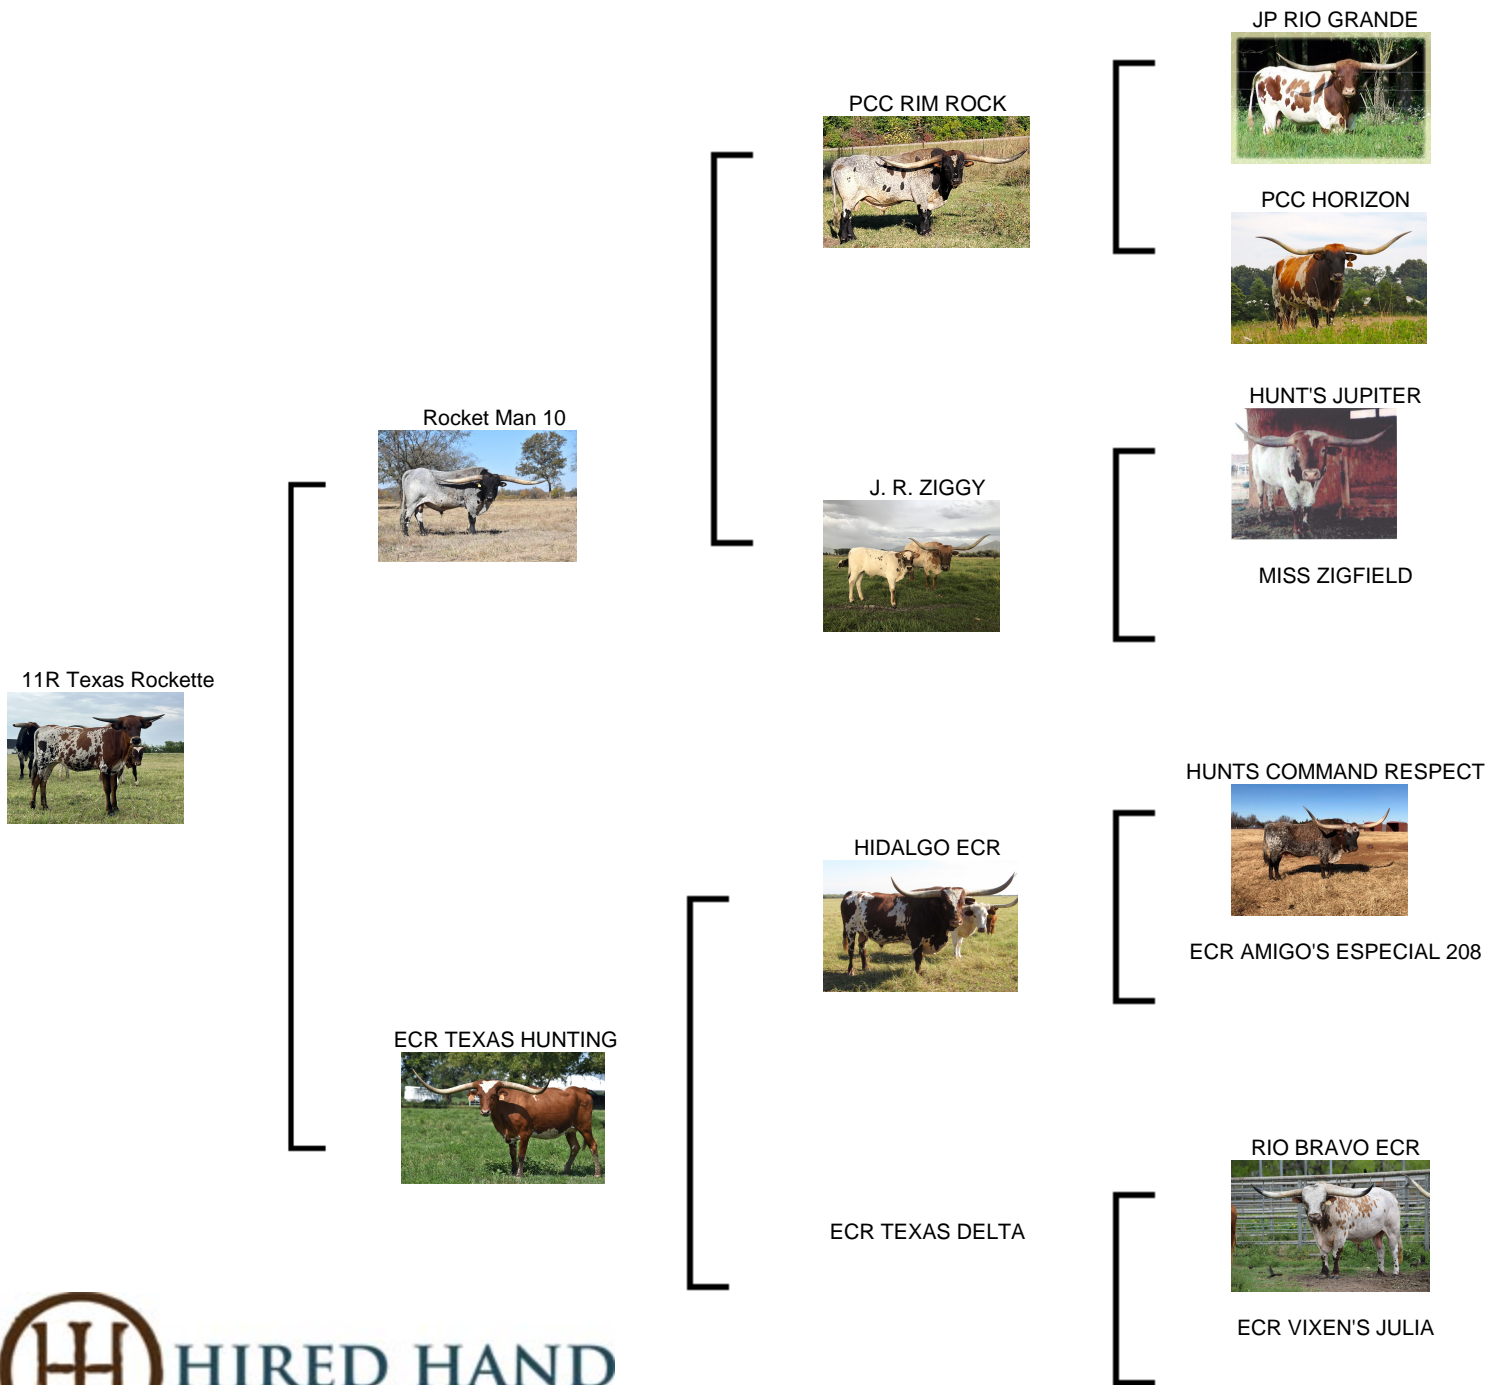 JP RIO GRANDE
PCC RIM ROCK
PCC HORIZON
HUNT'S JUPITER
Rocket Man 10
J. R. ZIGGY
MISS ZIGFIELD
11R Texas Rockette
HUNTS COMMAND RESPECT
HIDALGO ECR
ECR AMIGO'S ESPECIAL 208
ECR TEXAS HUNTING
RIO BRAVO ECR
ECR TEXAS DELTA
ECR VIXEN'S JULIA
HIRED HAND